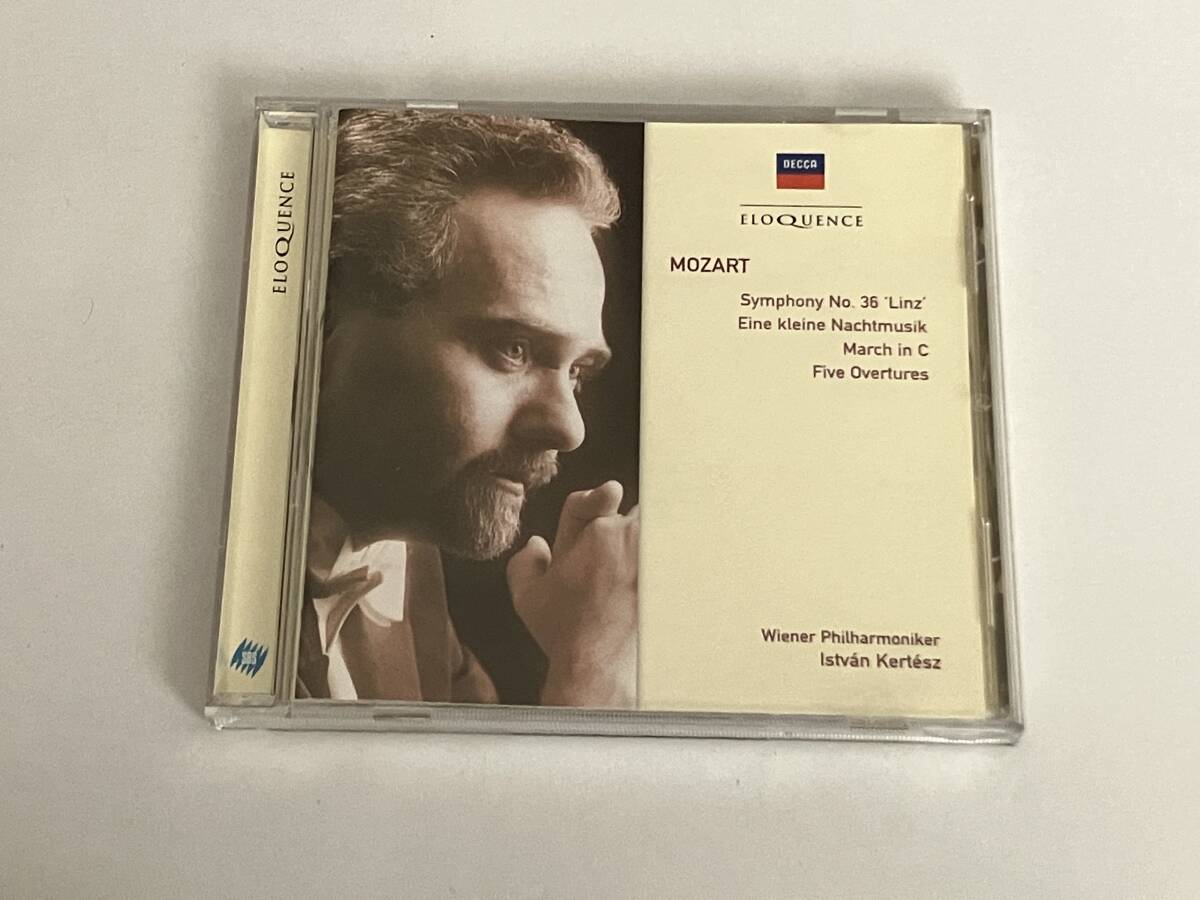 ELOQUENCE
SBS
DECCA
ELOQUENCE
MOZART
Symphony No. 36 'Linz'
Eine kleine Nachtmusik
March in C
Five Overtures
Wiener Philharmoniker
István Kertész